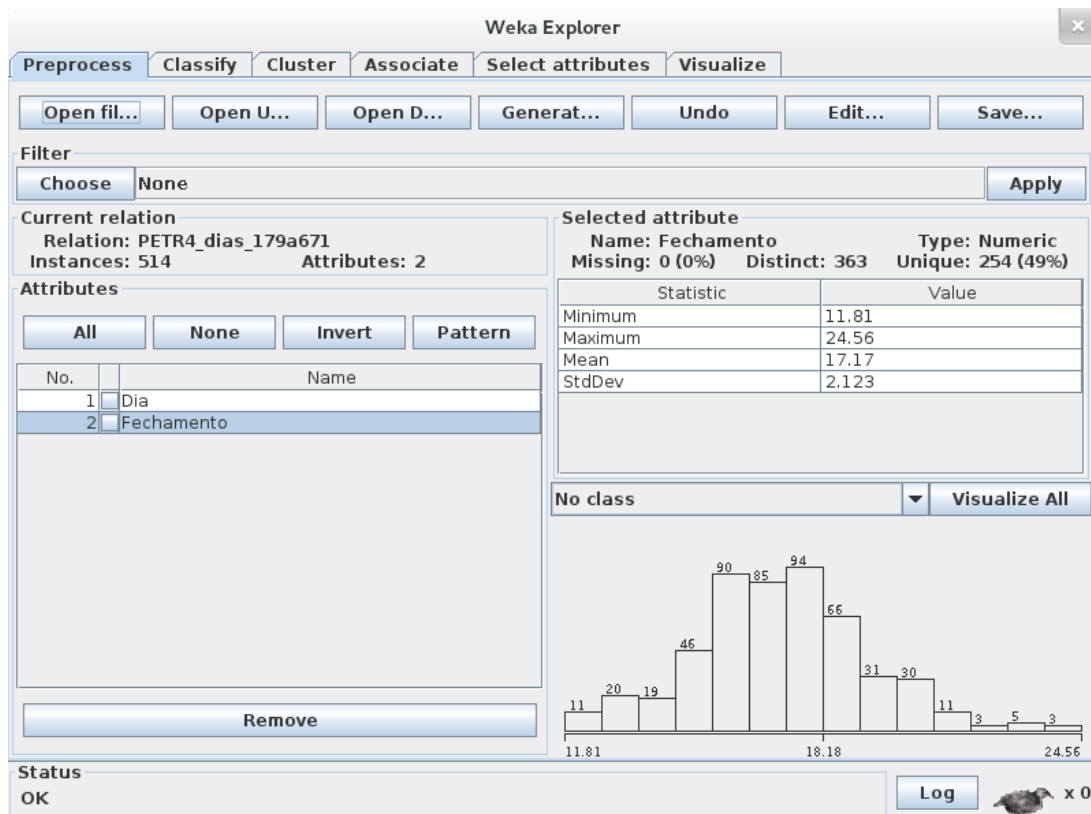 Weka Explorer
Preprocess Classify Cluster Associate Select attributes Visualize
Open fil... Open U... Open D... Generat... Undo Edit... Save...
Filter
Choose None Apply
Current relation
Relation: PETR4_dias_179a671
Instances: 514 Attributes: 2
Attributes
All None Invert Pattern
No. Name
1 Dia
2 Fechamento
Remove
Selected attribute
Name: Fechamento Type: Numeric
Missing: 0 (0%) Distinct: 363 Unique: 254 (49%)
Statistic Value
Minimum 11.81
Maximum 24.56
Mean 17.17
StdDev 2.123
No class Visualize All
11 20 19 46 90 85 94 66 31 30 11 3 5 3
11.81 18.18 24.56
Status
OK
Log x 0